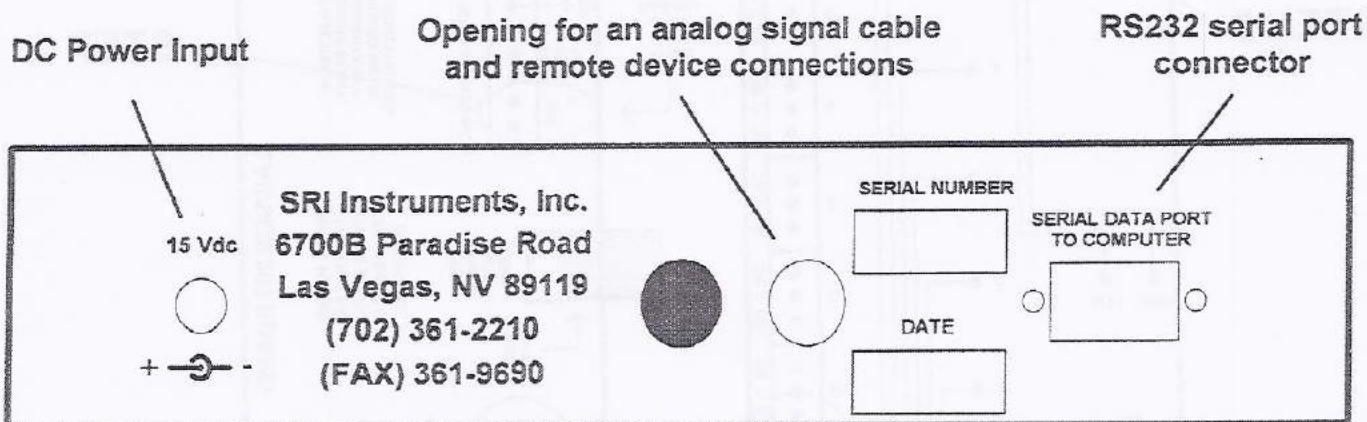 DC Power Input
Opening for an analog signal cable
and remote device connections
RS232 serial port
connector
15 Vdc
+ -
SRI Instruments, Inc.
6700B Paradise Road
Las Vegas, NV 89119
(702) 361-2210
(FAX) 361-9690
SERIAL NUMBER
DATE
SERIAL DATA PORT
TO COMPUTER